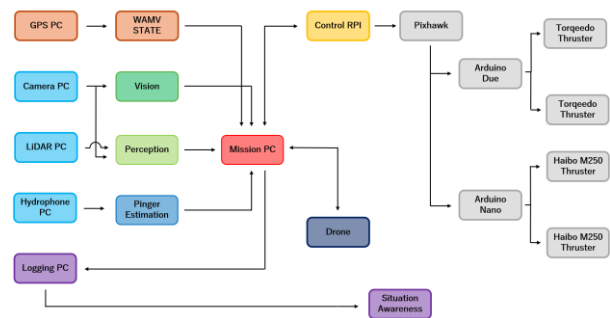 GPS PC
WAMV
STATE
Control RPI
Pixhawk
Torqeedo
Thruster
Camera PC
Vision
Arduino
Due
Torqeedo
Thruster
LiDAR PC
Perception
Mission PC
Haibo M250
Thruster
Hydrophone
PC
Pinger
Estimation
Arduino
Nano
Drone
Haibo M250
Thruster
Logging PC
Situation
Awareness